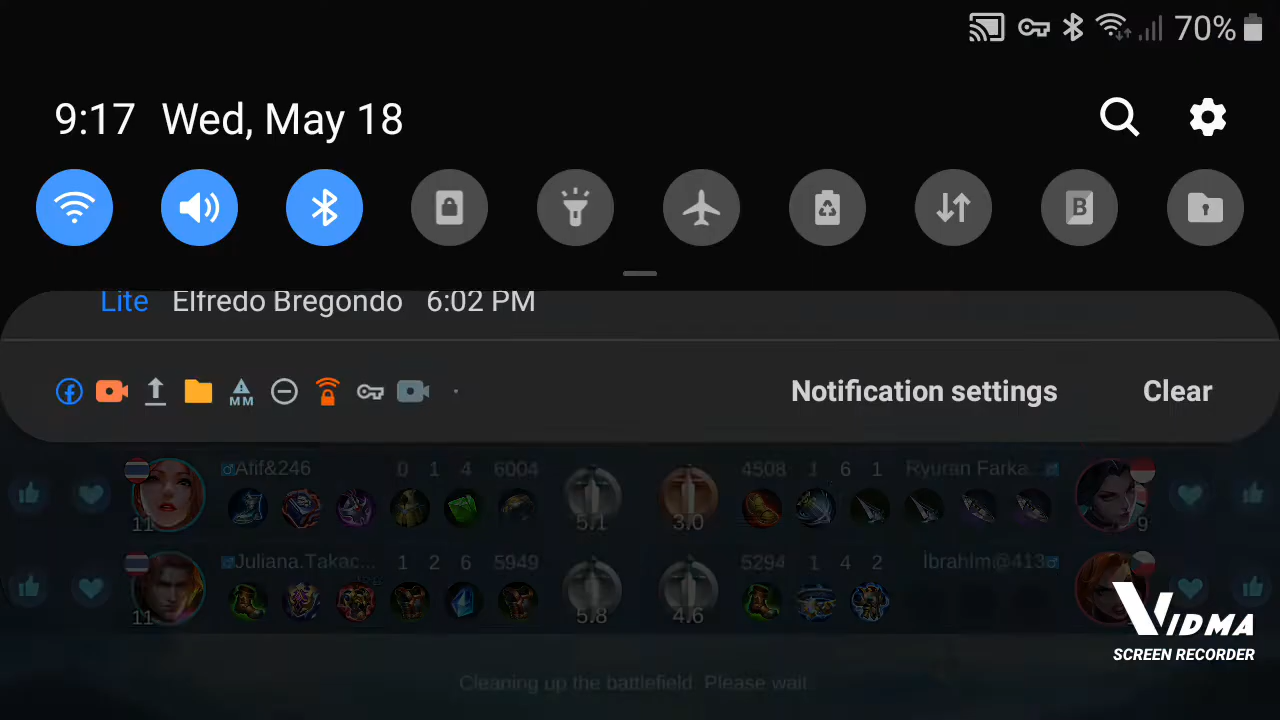 70%
9:17 Wed, May 18
B
Lite Elfredo Bregondo 6:02 PM
MM
Notification settings Clear
Afif&246 0 1 4 6004 4508 1 6 1 Ryuran Farka...
11 5.1 3.0 9
Juliana.Takac... 1 2 6 5949 5294 1 4 2 İbrahIm@413
11 5.8 4.6
VIDMA
SCREEN RECORDER
Cleaning up the battlefield. Please wait.